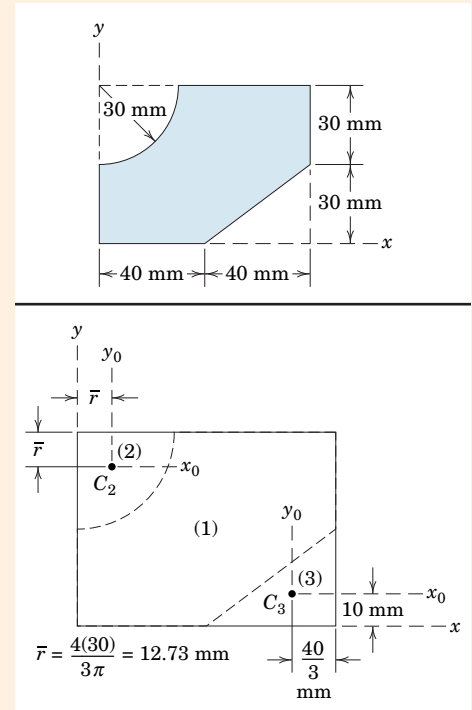 y
30 mm
30 mm
30 mm
x
40 mm
40 mm
y
y₀
r̄
r̄
(2)
x₀
C₂
y₀
(1)
(3)
C₃
x₀
10 mm
x
r̄ = 4(30)/3π = 12.73 mm
40/3
mm